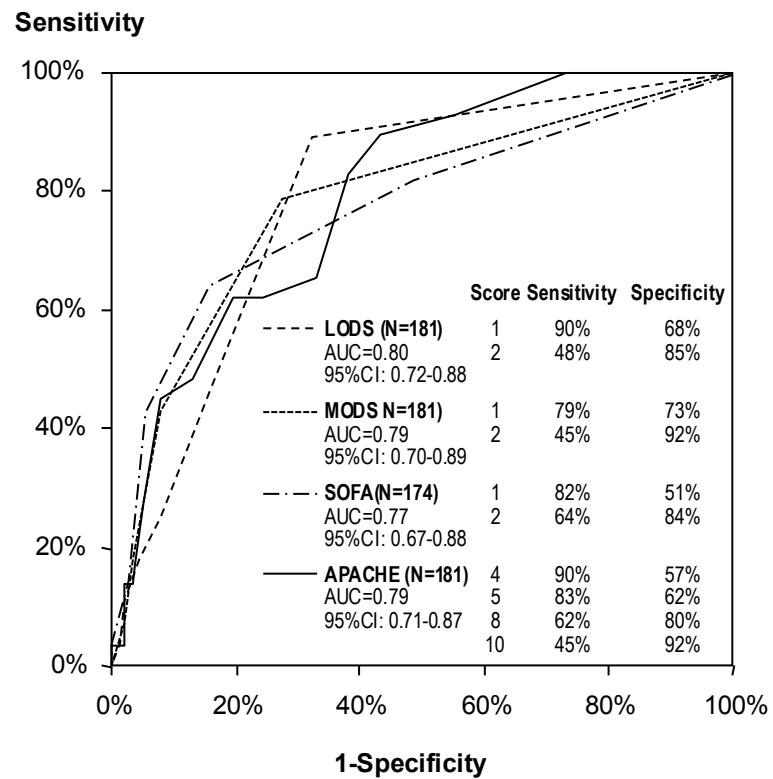 Sensitivity
100%
80%
60%
40%
20%
0%
Score Sensitivity Specificity
LODS (N=181) 1 90% 68%
AUC=0.80 2 48% 85%
95%CI: 0.72-0.88
MODS N=181) 1 79% 73%
AUC=0.79 2 45% 92%
95%CI: 0.70-0.89
SOFA(N=174) 1 82% 51%
AUC=0.77 2 64% 84%
95%CI: 0.67-0.88
APACHE (N=181) 4 90% 57%
AUC=0.79 5 83% 62%
95%CI: 0.71-0.87 8 62% 80%
10 45% 92%
0% 20% 40% 60% 80% 100%
1-Specificity